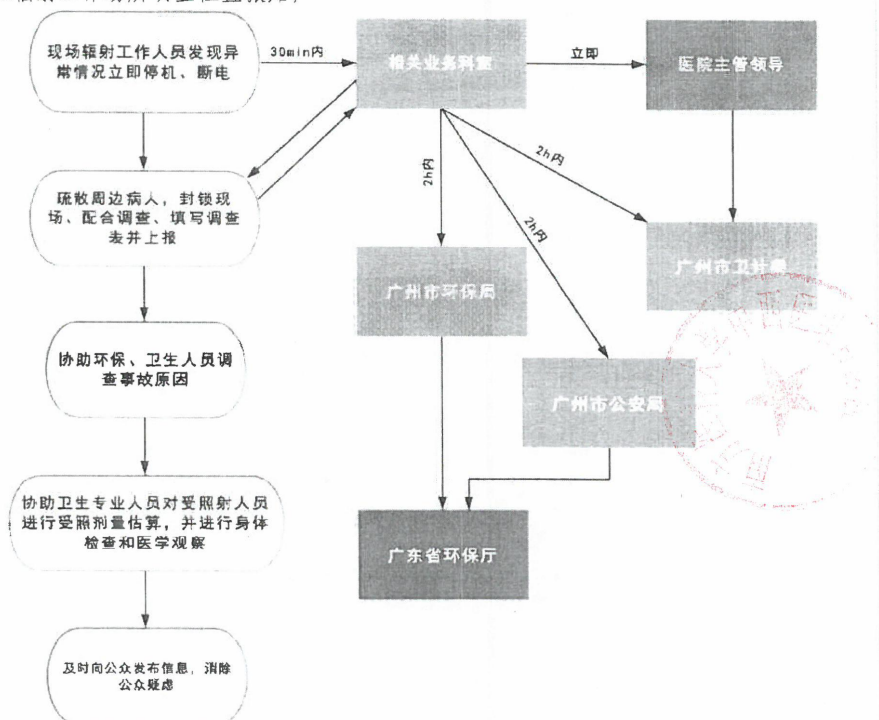 现场辐射工作人员发现异
常情况立即停机、断电
30min内
相关业务科室
立即
医院主管领导
疏散周边病人，封锁现
场、配合调查、填写调查
表并上报
2h内
2h内
2h内
广州市环保局
广州市卫计局
协助环保、卫生人员调
查事故原因
广州市公安局
协助卫生专业人员对受照射人员
进行受照剂量估算，并进行身体
检查和医学观察
广东省环保厅
及时向公众发布信息，消除
公众疑虑